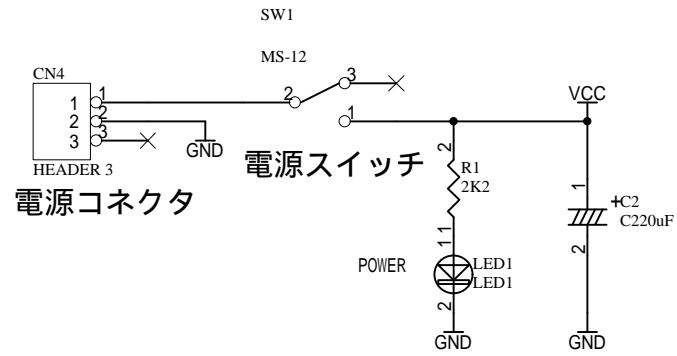 SW1
MS-12
CN4
1 1
2 2
3 3
HEADER 3
電源コネクタ
GND
2
3
1
電源スイッチ
VCC
2
R1
2K2
1
1
POWER
LED1
LED1
2
GND
1
+C2
C220uF
2
GND